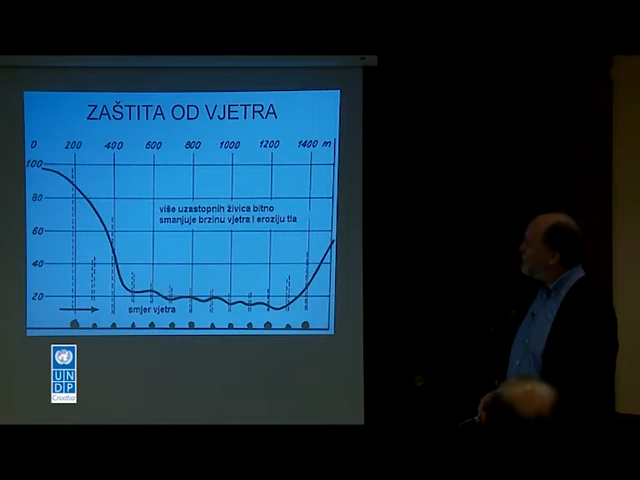 ZAŠTITA OD VJETRA
0 200 400 600 800 1000 1200 1400 m
100
80
više uzastopnih živica bitno
smanjuje brzinu vjetra i eroziju tla
60
40
20
smjer vjetra
UN
DP
Croatia